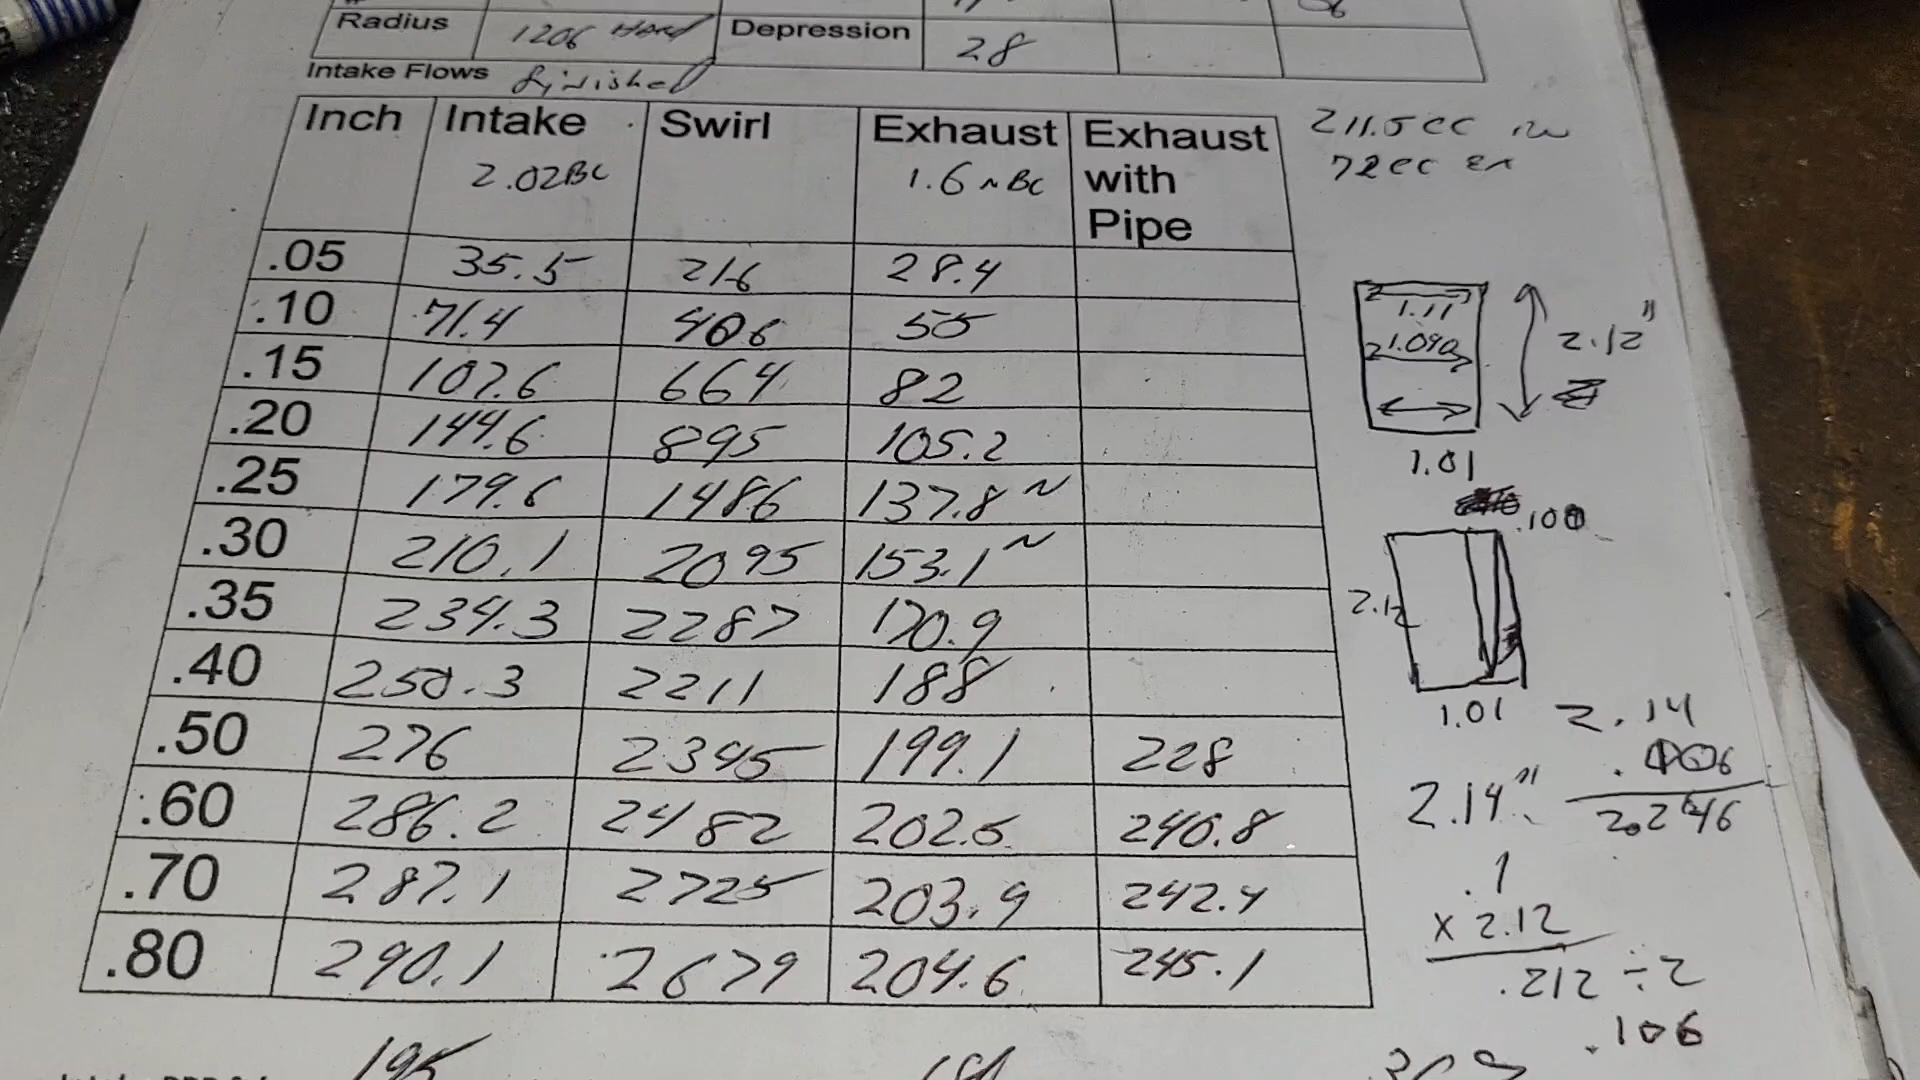 Radius 1206 Hard Depression 28
Intake Flows finished
Inch Intake Swirl Exhaust Exhaust with Pipe
2.02BC 1.6 ~ BC
.05 35.5 216 28.4
.10 71.4 406 55
.15 107.6 664 82
.20 144.6 895 105.2
.25 179.6 1486 137.8 ~
.30 210.1 2095 153.1 ~
.35 234.3 2287 170.9
.40 250.3 2211 188
.50 276 2345 199.1 228
.60 286.2 2482 202.5 240.8
.70 287.1 2725 203.9 242.4
.80 290.1 2679 204.6 245.1
195
211.5cc in
72cc ex
1.11
1.090
2.12"
1.01
.100
2.12
1.01
2.14
.106
2.246
2.14"
.1
x 2.12
.212 ÷2
.106